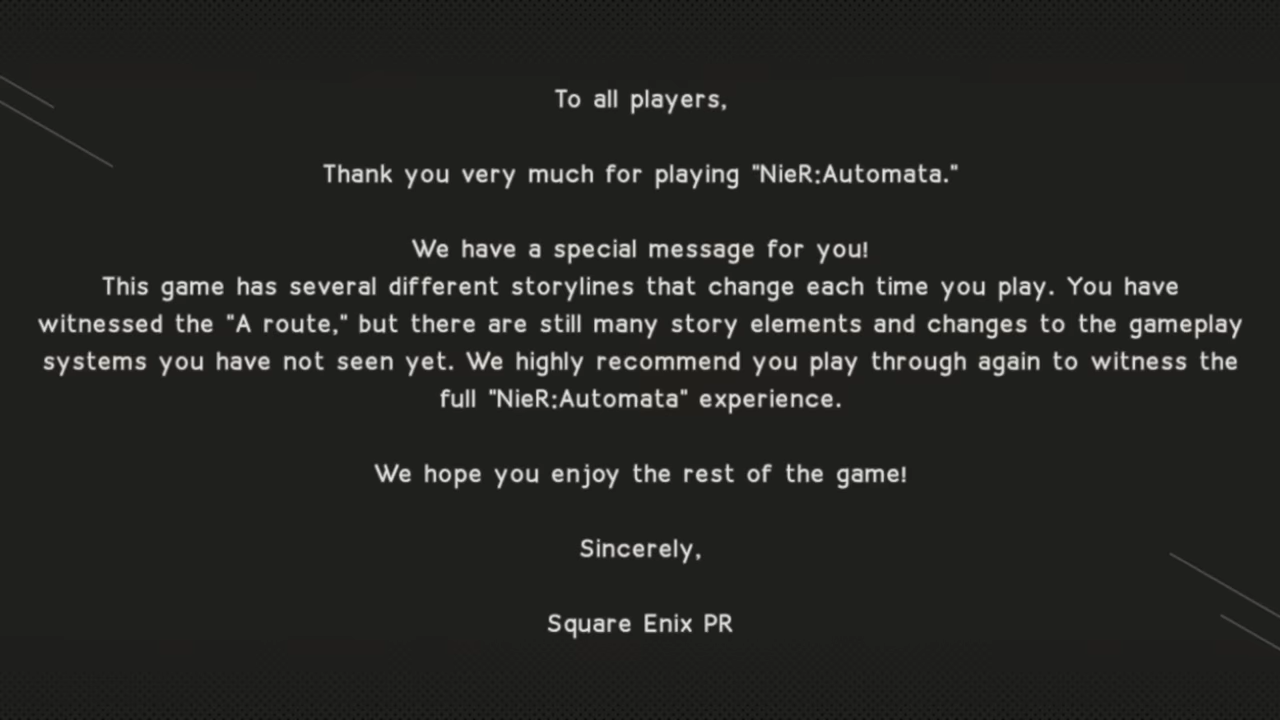 To all players,
Thank you very much for playing "NieR:Automata."
We have a special message for you!
This game has several different storylines that change each time you play. You have
witnessed the "A route," but there are still many story elements and changes to the gameplay
systems you have not seen yet. We highly recommend you play through again to witness the
full "NieR:Automata" experience.
We hope you enjoy the rest of the game!
Sincerely,
Square Enix PR